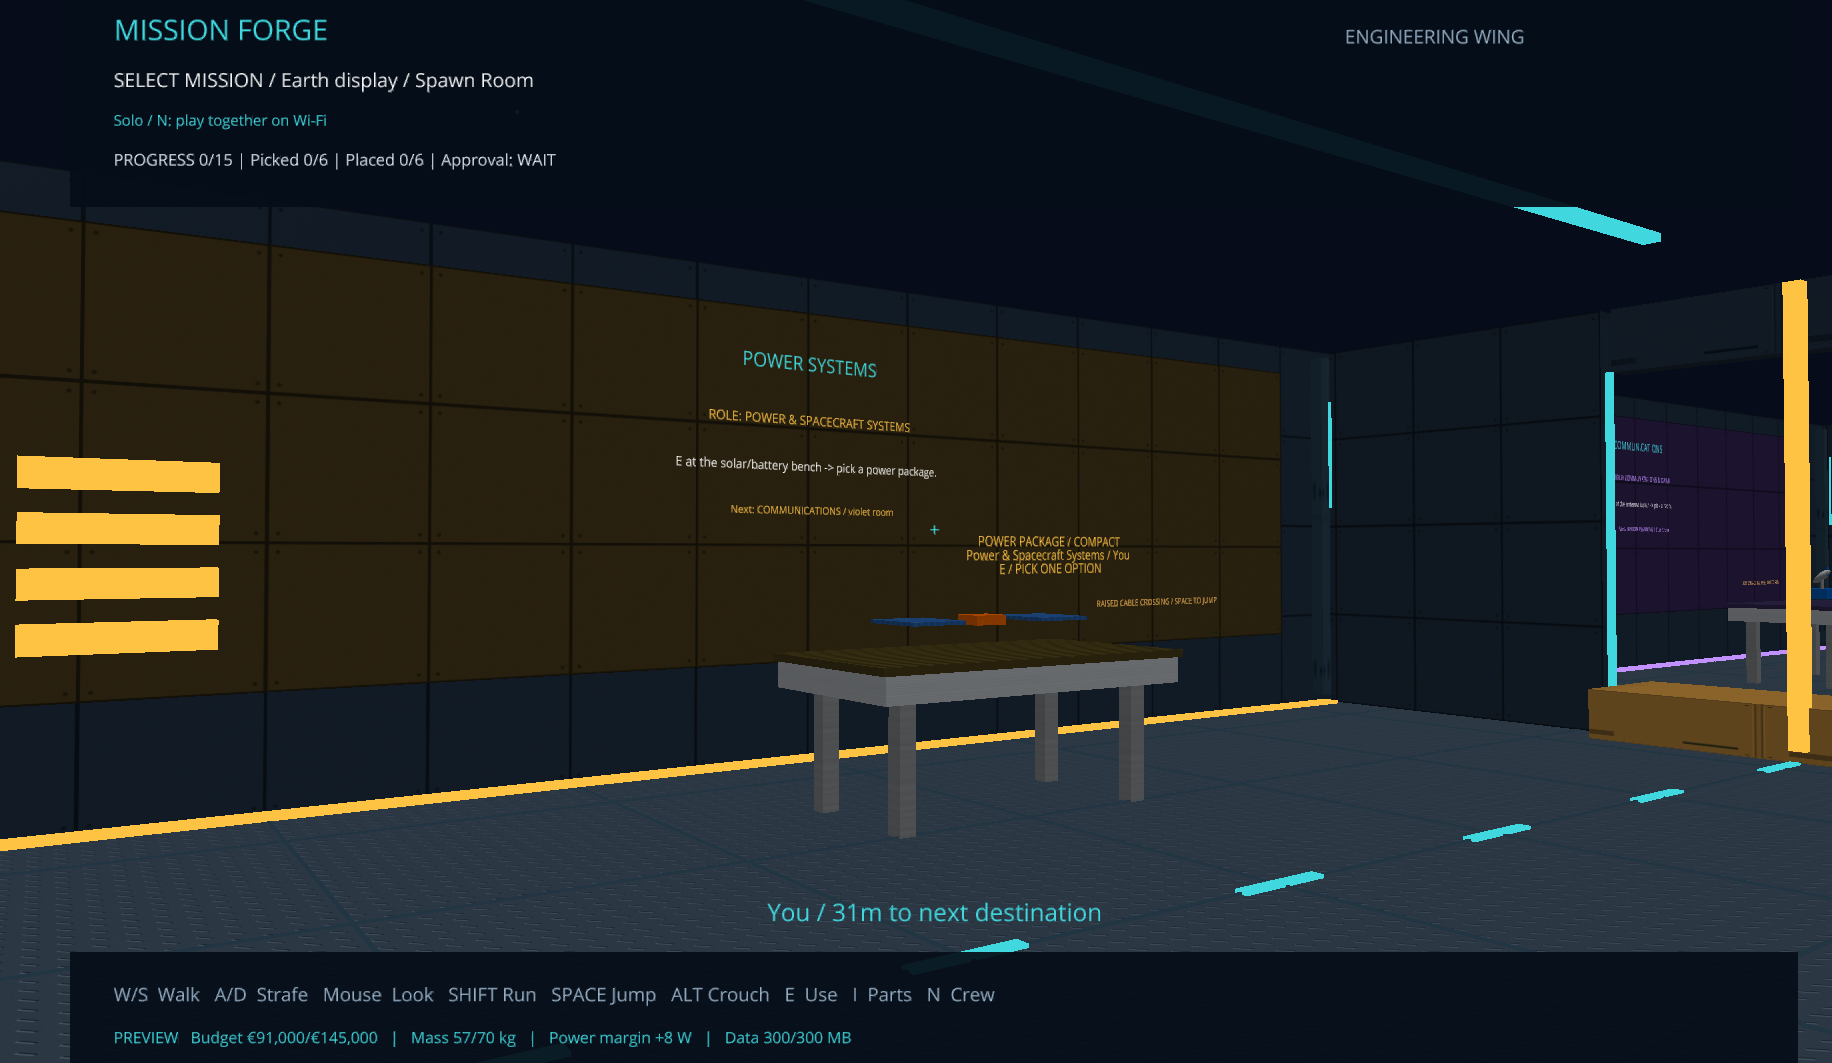 MISSION FORGE
ENGINEERING WING
SELECT MISSION / Earth display / Spawn Room
Solo / N: play together on Wi-Fi
PROGRESS 0/15 | Picked 0/6 | Placed 0/6 | Approval: WAIT
POWER SYSTEMS
ROLE: POWER & SPACECRAFT SYSTEMS
E at the solar/battery bench -> pick a power package.
Next: COMMUNICATIONS / violet room
+
POWER PACKAGE / COMPACT
Power & Spacecraft Systems / You
E / PICK ONE OPTION
RAISED CABLE CROSSING / SPACE TO JUMP
You / 31m to next destination
W/S Walk A/D Strafe Mouse Look SHIFT Run SPACE Jump ALT Crouch E Use I Parts N Crew
PREVIEW Budget €91,000/€145,000 | Mass 57/70 kg | Power margin +8 W | Data 300/300 MB